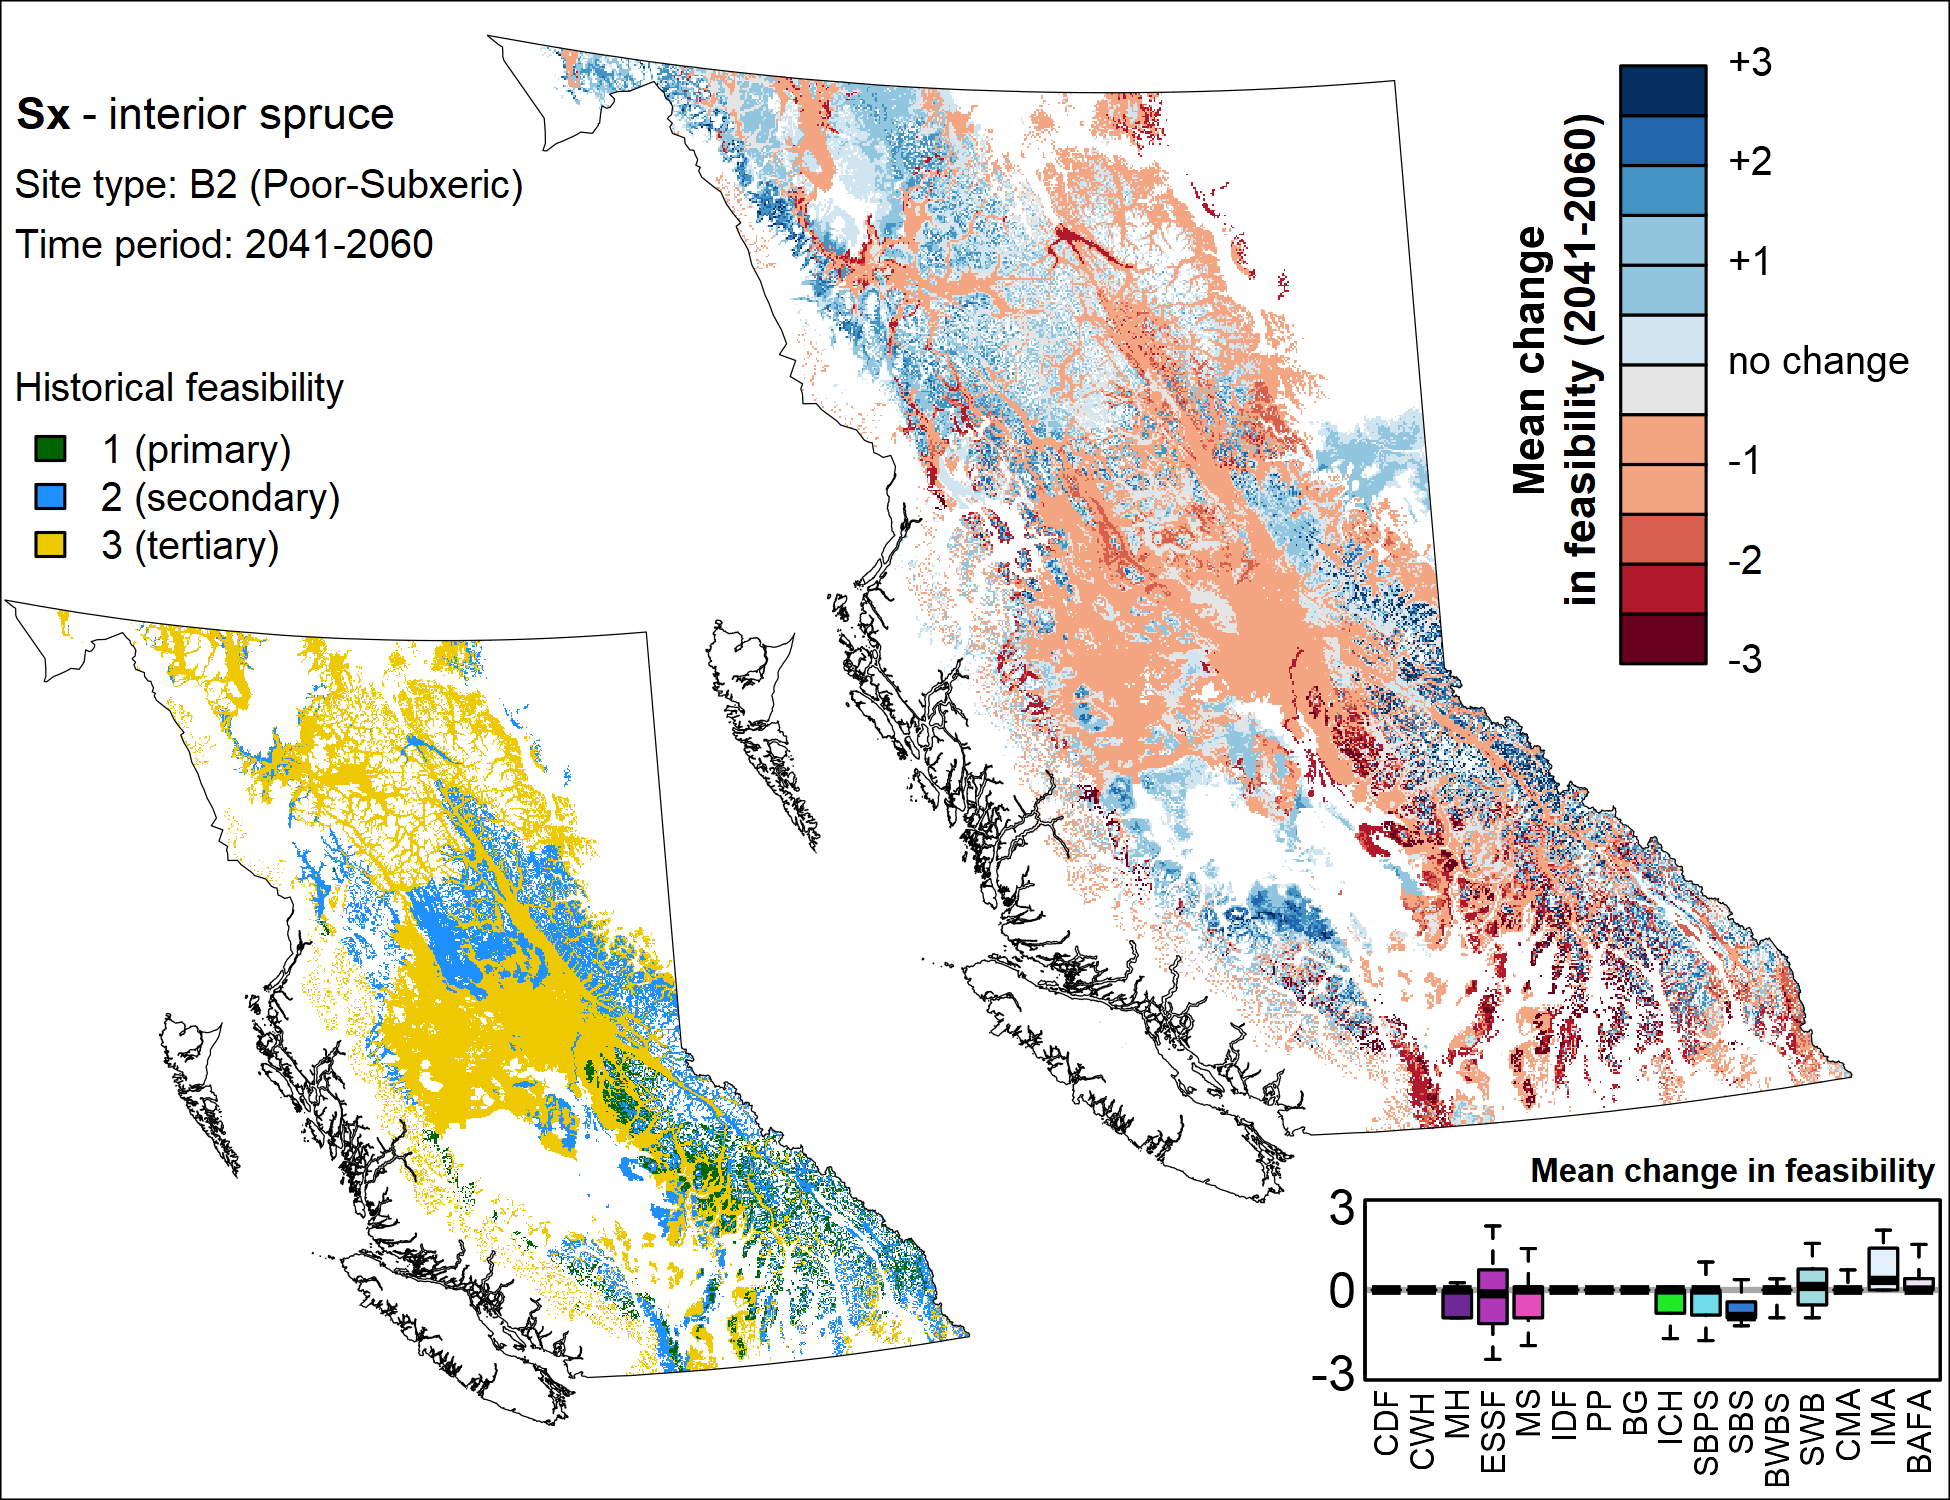 Sx - interior spruce
Site type: B2 (Poor-Subxeric)
Time period: 2041-2060
Historical feasibility
1 (primary)
2 (secondary)
3 (tertiary)
Mean change
in feasibility (2041-2060)
+3
+2
+1
no change
-1
-2
-3
Mean change in feasibility
3
0
-3
CDF
CWH
MH
ESSF
MS
IDF
PP
BG
ICH
SBPS
SBS
BWBS
SWB
CMA
IMA
BAFA